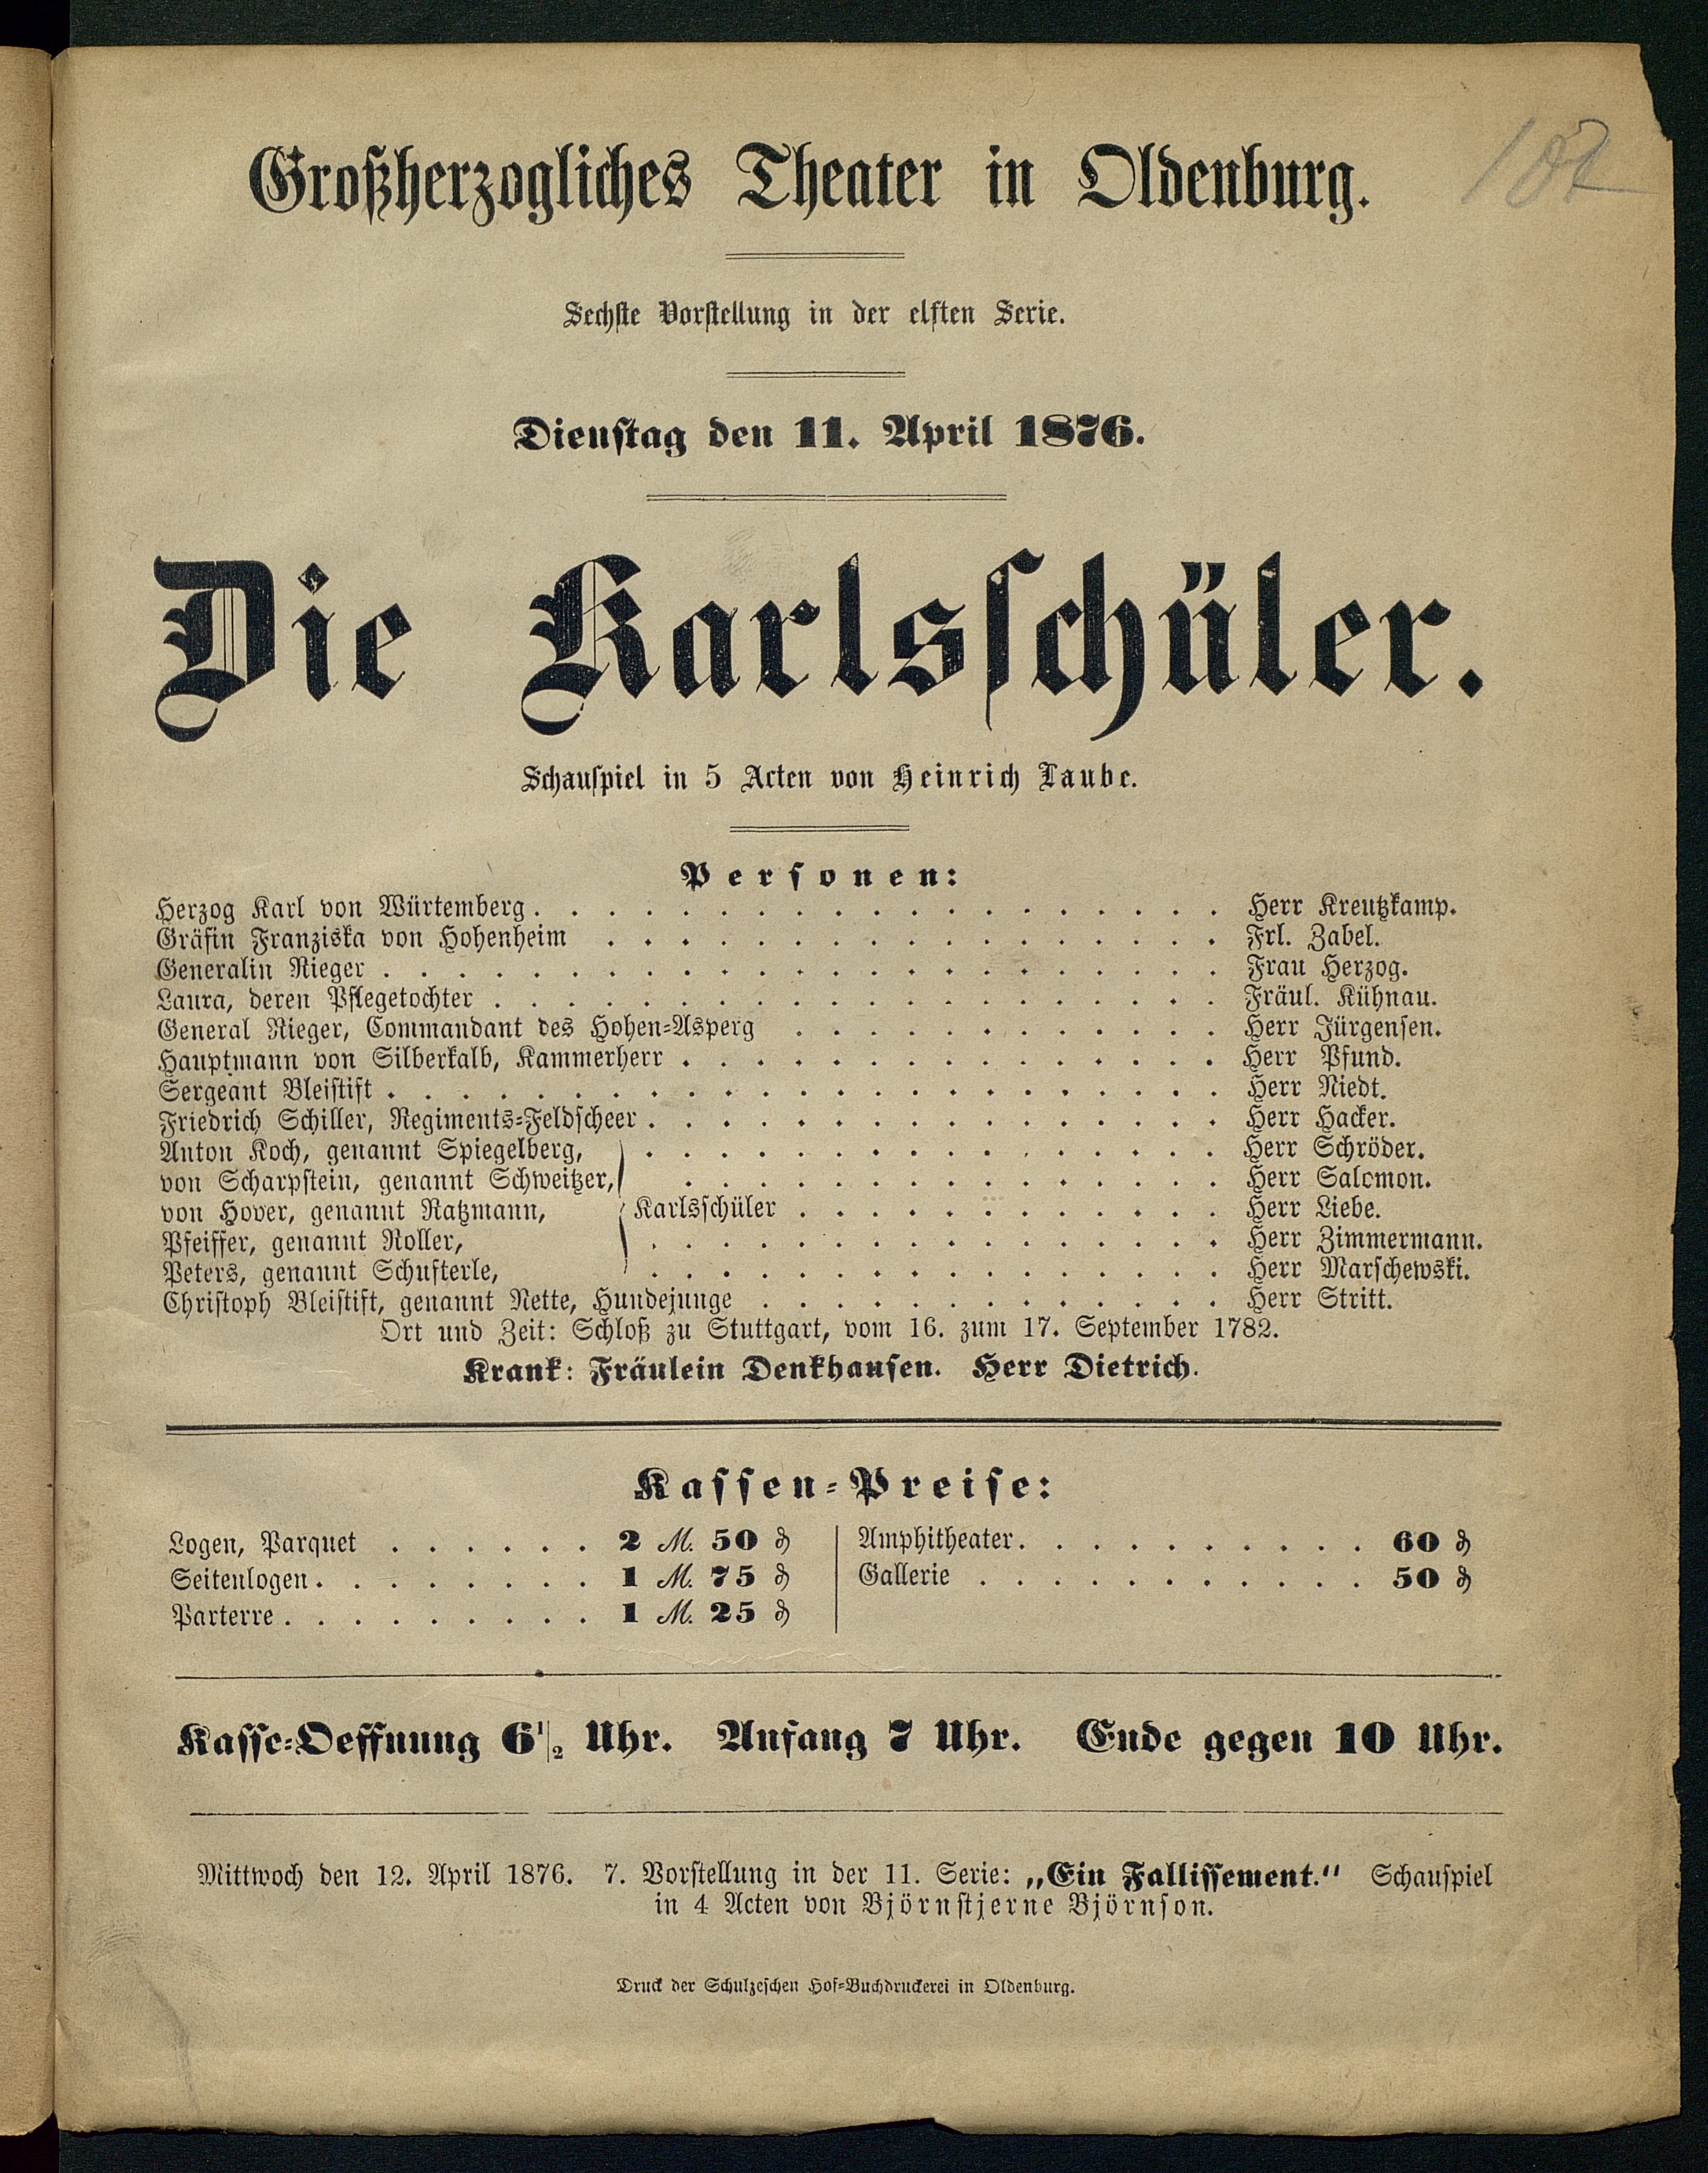 Großherzogliches Theater in Oldenburg.
Sechste Vorstellung in der elften Serie.
Dienstag den 11. April 1876.
Die Karlsschüler.
Schauspiel in 5 Acten von Heinrich Laube.
Personen:
Herzog Karl von Würtemberg . . . . . . . . . . . . . . . . . . . Herr Kreutzkamp.
Gräfin Franziska von Hohenheim . . . . . . . . . . . . . . . . . Frl. Zabel.
Generalin Rieger . . . . . . . . . . . . . . . . . . . . . . . Frau Herzog.
Laura, deren Pflegetochter . . . . . . . . . . . . . . . . . . . . Fräul. Kühnau.
General Rieger, Commandant des Hohen-Asperg . . . . . . . . . . . . Herr Jürgensen.
Hauptmann von Silberkalb, Kammerherr . . . . . . . . . . . . . . . Herr Pfund.
Sergeant Bleistift . . . . . . . . . . . . . . . . . . . . . . . Herr Niedt.
Friedrich Schiller, Regiments-Feldscheer . . . . . . . . . . . . . . . . Herr Hacker.
Anton Koch, genannt Spiegelberg, . . . . . . . . . . . . . . . . Herr Schröder.
von Scharpstein, genannt Schweitzer, . . . . . . . . . . . . . . . Herr Salomon.
von Hover, genannt Ratzmann, Karlsschüler . . . . . . . . . . . . Herr Liebe.
Pfeiffer, genannt Roller, . . . . . . . . . . . . . . . . Herr Zimmermann.
Peters, genannt Schufterle, . . . . . . . . . . . . . . . . Herr Marschewski.
Christoph Bleistift, genannt Nette, Hundejunge . . . . . . . . . . . . . Herr Stritt.
Ort und Zeit: Schloß zu Stuttgart, vom 16. zum 17. September 1782.
Krank: Fräulein Denkhausen. Herr Dietrich.
Kassen-Preise:
Logen, Parquet . . . . . . 2 M. 50 ₰
Seitenlogen . . . . . . . . 1 M. 75 ₰
Parterre . . . . . . . . . 1 M. 25 ₰
Amphitheater . . . . . . . . . . 60 ₰
Gallerie . . . . . . . . . . . 50 ₰
Kasse-Oeffnung 6 1/2 Uhr. Anfang 7 Uhr. Ende gegen 10 Uhr.
Mittwoch den 12. April 1876. 7. Vorstellung in der 11. Serie: „Ein Fallissement.“ Schauspiel
in 4 Acten von Björnstjerne Björnson.
Druck der Schulzeschen Hof-Buchdruckerei in Oldenburg.